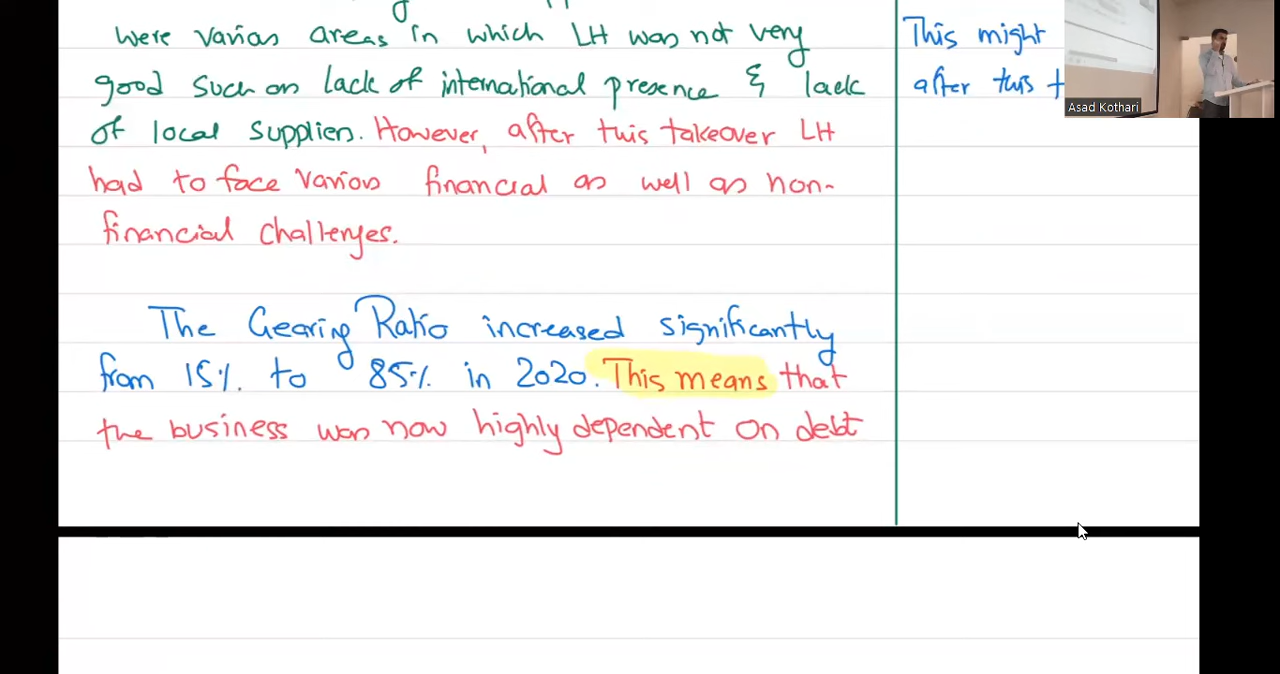 were various areas in which LH was not very
good such as lack of international presence & lack
of local suppliers. However, after this takeover LH
had to face various financial as well as non-
financial challenges.
The Gearing Ratio increased significantly
from 15% to 85% in 2020. This means that
the business was now highly dependent on debt
This might
after this t
Asad Kothari